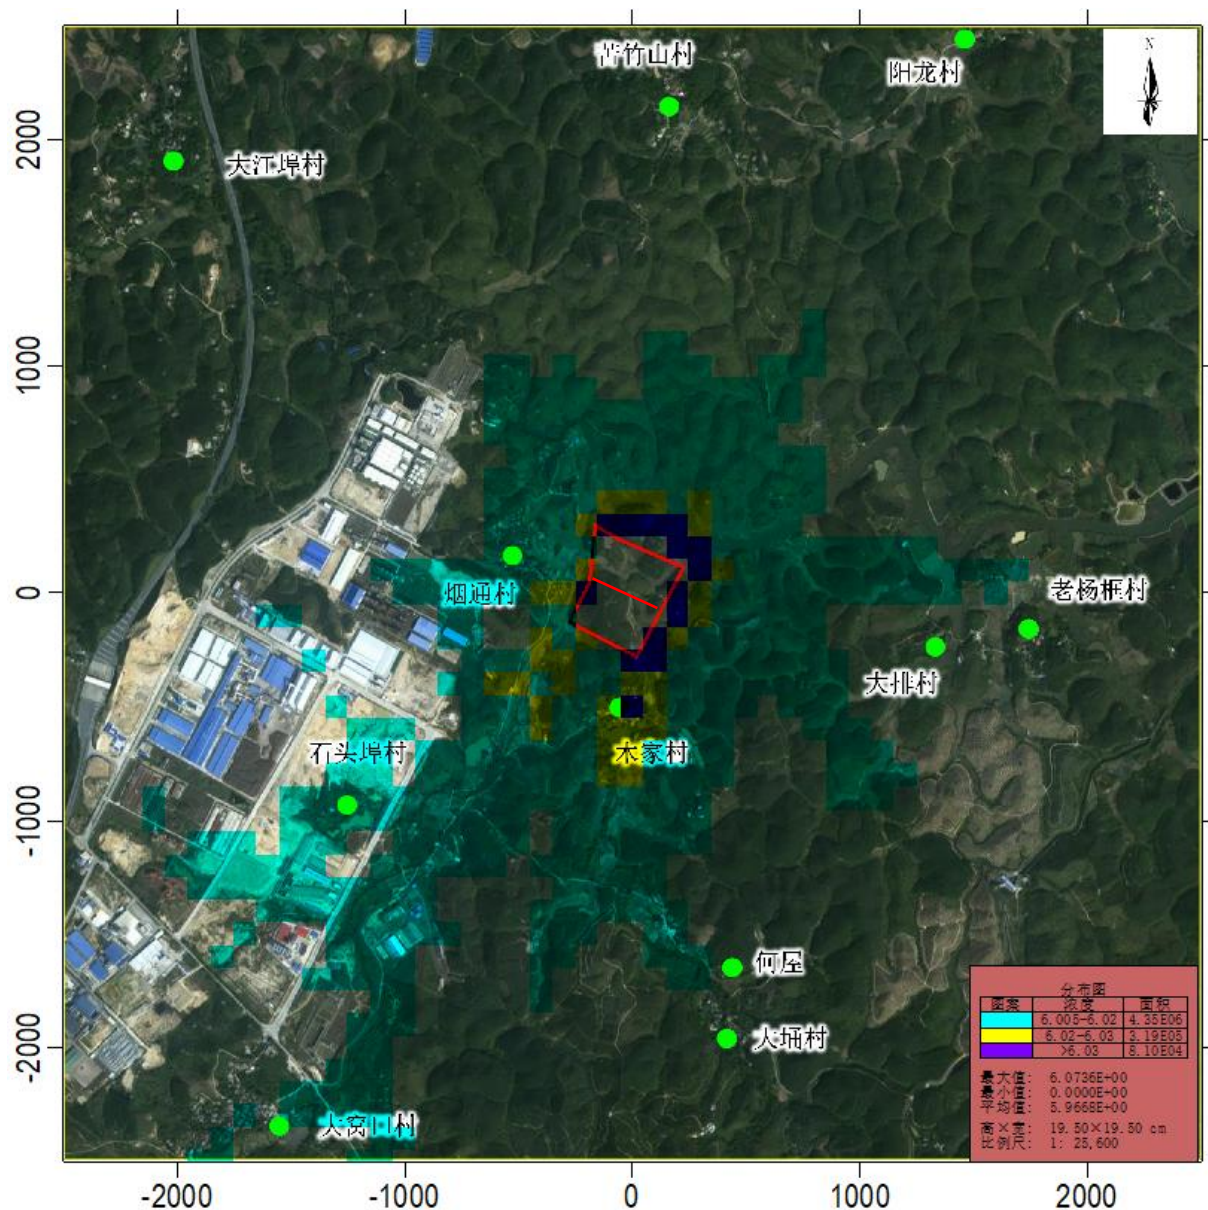 苦竹山村
阳龙村
N
大江埠村
烟通村
老杨框村
大排村
石头埠村
木家村
何屋
大埇村
大窝口村
2000
1000
0
-1000
-2000
-2000 -1000 0 1000 2000
分布图
图案 浓度 面积
6.005-6.02 4.35E06
6.02-6.03 3.19E05
>6.03 8.10E04
最大值: 6.0736E+00
最小值: 0.0000E+00
平均值: 5.9668E+00
高×宽: 19.50×19.50 cm
比例尺: 1: 25,600